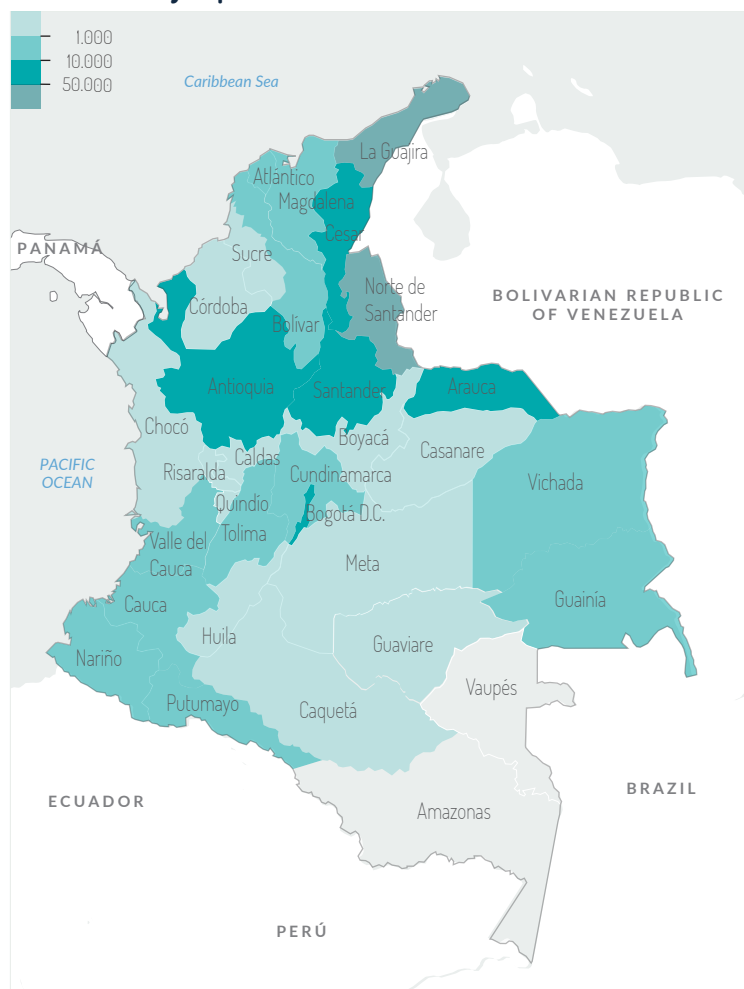 1.000
10.000
50.000
Caribbean Sea
La Guajira
Atlántico
Magdalena
Cesar
PANAMÁ
Sucre
Norte de
Santander
BOLIVARIAN REPUBLIC
OF VENEZUELA
Córdoba
Bolívar
Antioquia
Santander
Arauca
Chocó
Boyacá
Casanare
PACIFIC
OCEAN
Caldas
Risaralda
Cundinamarca
Vichada
Quindío
Bogotá D.C.
Tolima
Valle del
Cauca
Meta
Cauca
Guainía
Huila
Guaviare
Nariño
Vaupés
Putumayo
Caquetá
ECUADOR
BRAZIL
Amazonas
PERÚ